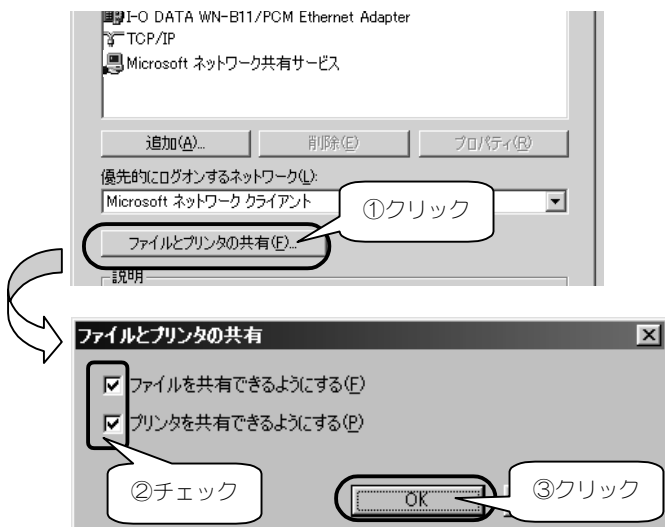 I-O DATA WN-B11/PCM Ethernet Adapter
TCP/IP
Microsoft ネットワーク共有サービス
追加(A)...
削除(E)
プロパティ(R)
優先的にログオンするネットワーク(L):
Microsoft ネットワーク クライアント
①クリック
ファイルとプリンタの共有(F)...
説明
ファイルとプリンタの共有
ファイルを共有できるようにする(F)
プリンタを共有できるようにする(P)
②チェック
OK
③クリック